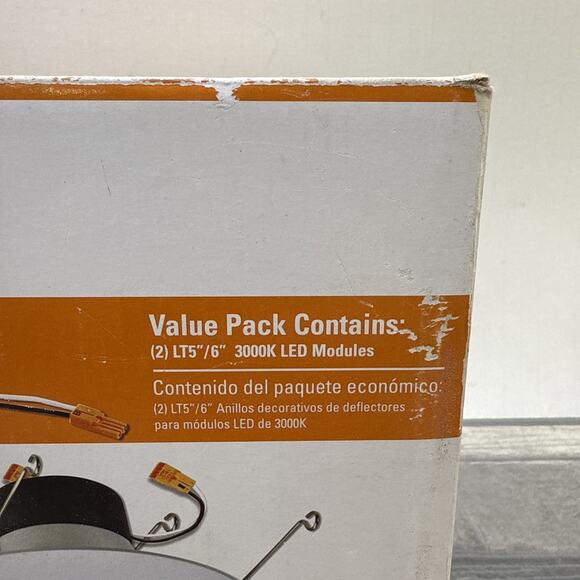 Value Pack Contains:
(2) LT5″/6″ 3000K LED Modules
Contenido del paquete económico:
(2) LT5″/6″ Anillos decorativos de deflectores
para módulos LED de 3000K